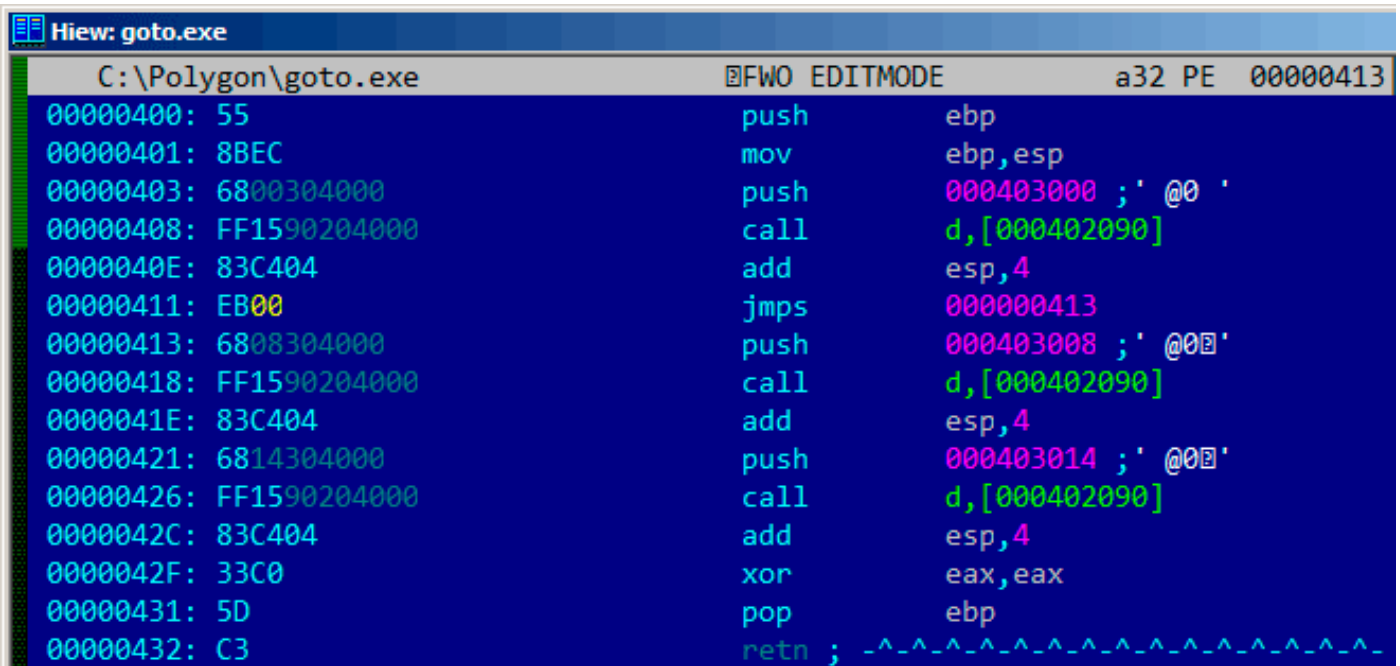 Hiew: goto.exe
C:\Polygon\goto.exe FWO EDITMODE a32 PE 00000413
00000400: 55 push ebp
00000401: 8BEC mov ebp,esp
00000403: 6800304000 push 000403000 ;' @0 '
00000408: FF1590204000 call d,[000402090]
0000040E: 83C404 add esp,4
00000411: EB00 jmps 000000413
00000413: 6808304000 push 000403008 ;' @0'
00000418: FF1590204000 call d,[000402090]
0000041E: 83C404 add esp,4
00000421: 6814304000 push 000403014 ;' @0'
00000426: FF1590204000 call d,[000402090]
0000042C: 83C404 add esp,4
0000042F: 33C0 xor eax,eax
00000431: 5D pop ebp
00000432: C3 retn ; -^-^-^-^-^-^-^-^-^-^-^-^-^-^-^-